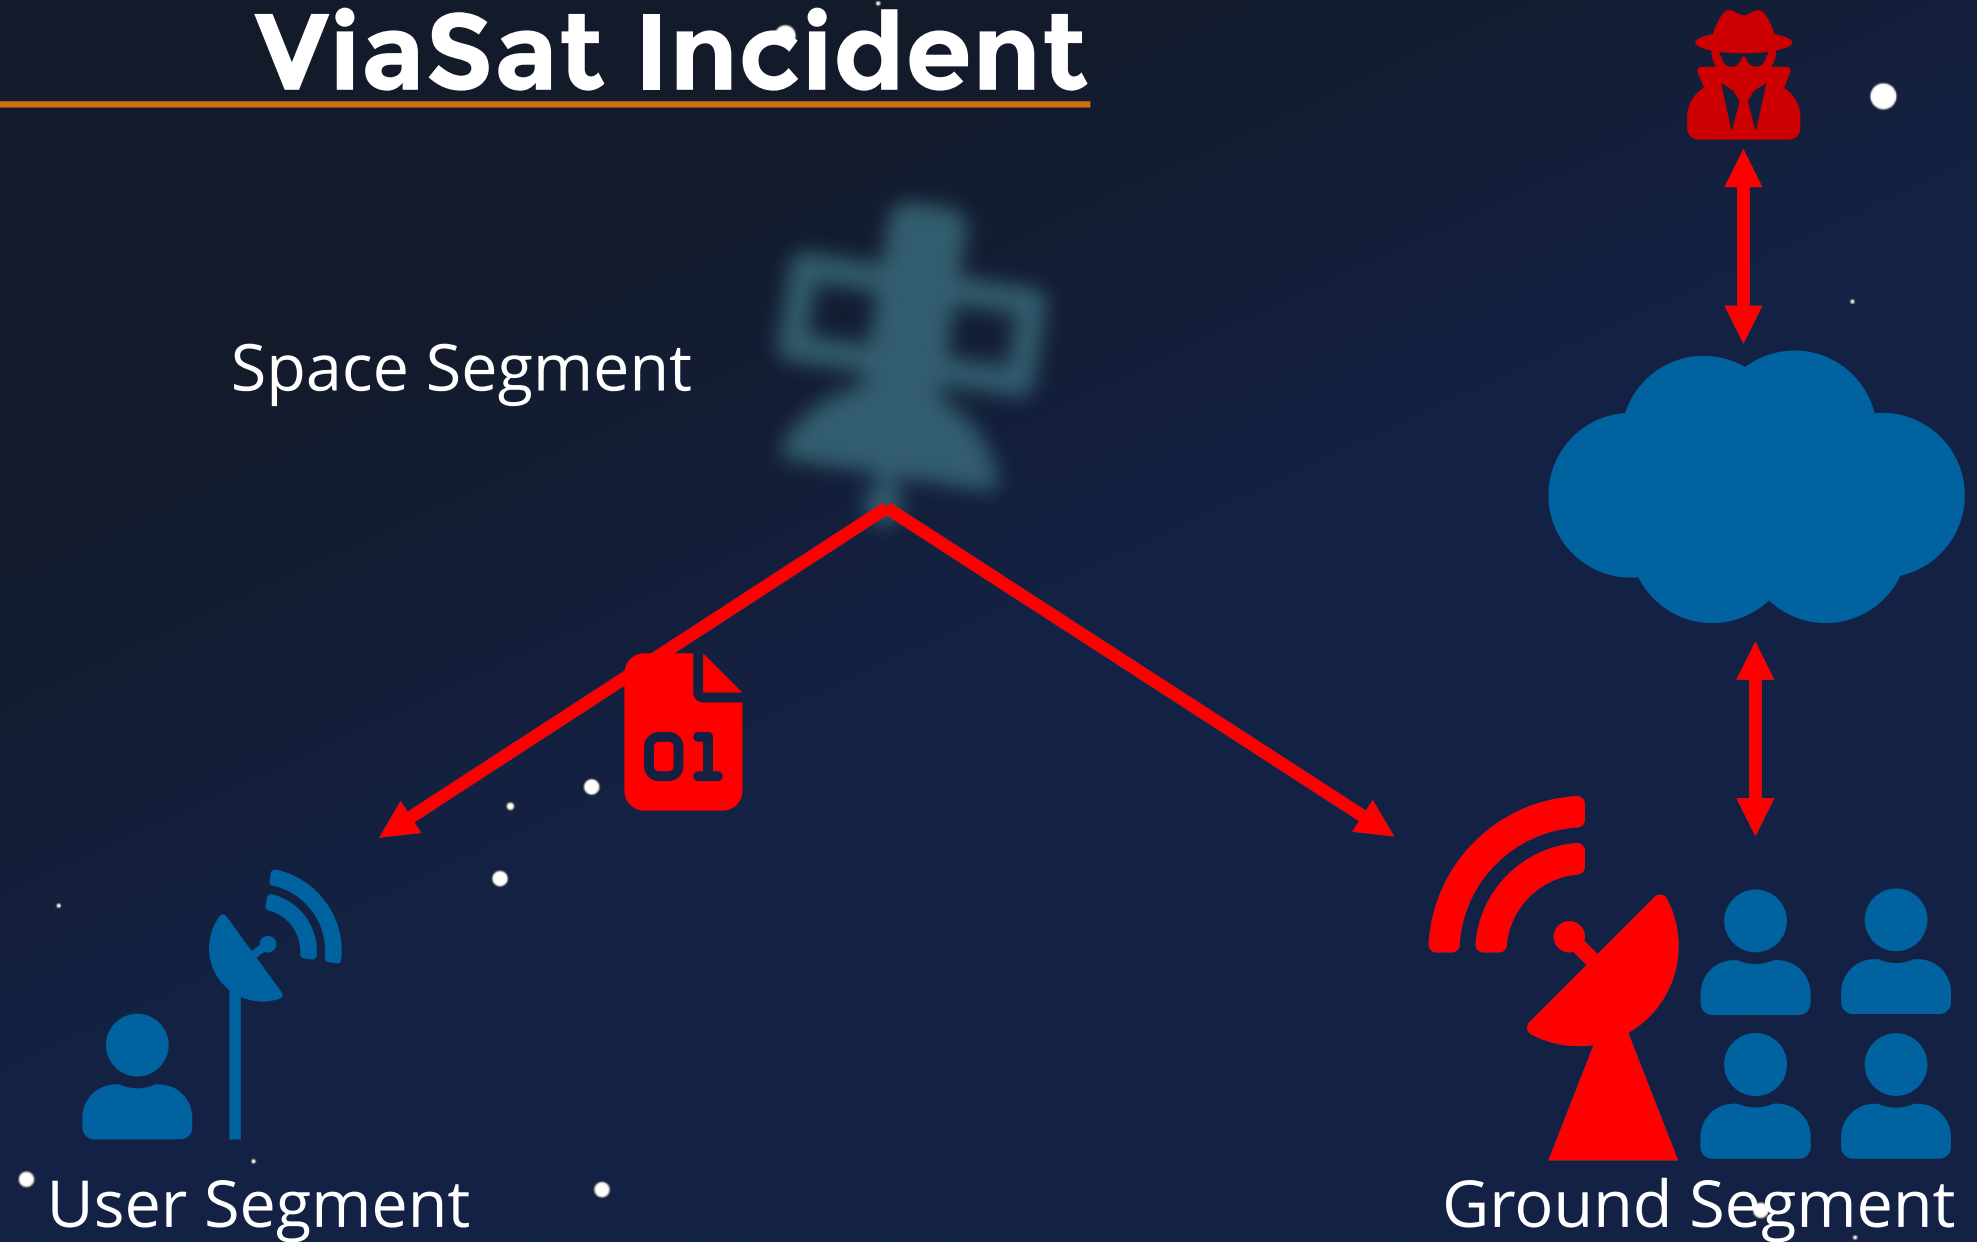 ViaSat Incident
Space Segment
01
User Segment
Ground Segment